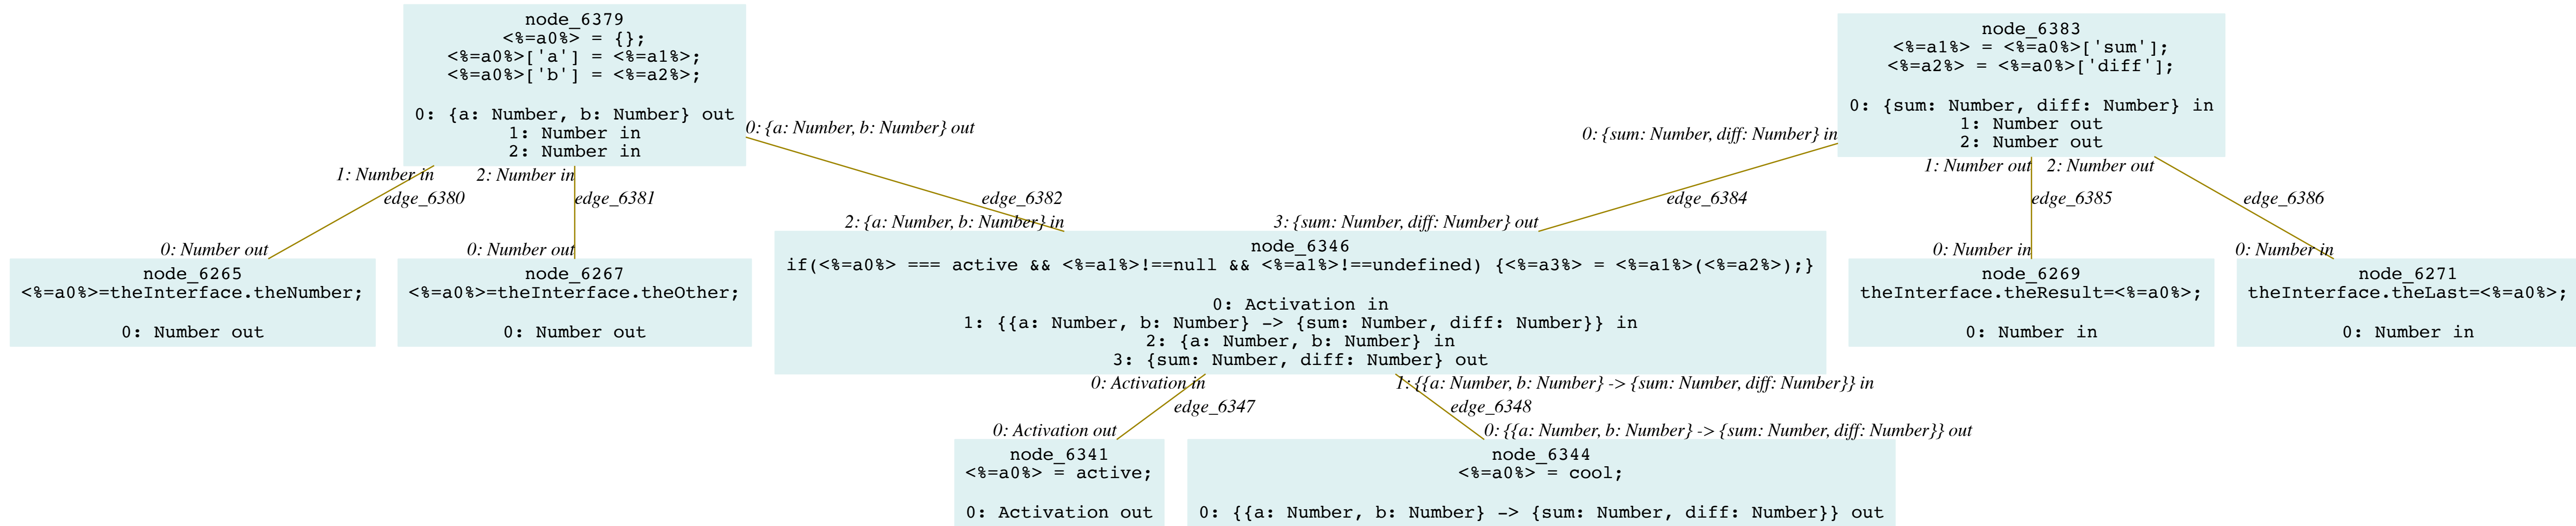 node_6379
<%=a0%> = {};
<%=a0%>['a'] = <%=a1%>;
<%=a0%>['b'] = <%=a2%>;
0: {a: Number, b: Number} out
1: Number in
2: Number in
node_6383
<%=a1%> = <%=a0%>['sum'];
<%=a2%> = <%=a0%>['diff'];
0: {sum: Number, diff: Number} in
1: Number out
2: Number out
0: {a: Number, b: Number} out
0: {sum: Number, diff: Number} in
1: Number in
2: Number in
1: Number out
2: Number out
edge_6380
edge_6381
edge_6382
edge_6384
edge_6385
edge_6386
0: Number out
0: Number out
2: {a: Number, b: Number} in
3: {sum: Number, diff: Number} out
0: Number in
0: Number in
node_6265
<%=a0%>=theInterface.theNumber;
0: Number out
node_6267
<%=a0%>=theInterface.theOther;
0: Number out
node_6346
if(<%=a0%> === active && <%=a1%>!==null && <%=a1%>!==undefined) {<%=a3%> = <%=a1%>(<%=a2%>);}
0: Activation in
1: {{a: Number, b: Number} -> {sum: Number, diff: Number}} in
2: {a: Number, b: Number} in
3: {sum: Number, diff: Number} out
node_6269
theInterface.theResult=<%=a0%>;
0: Number in
node_6271
theInterface.theLast=<%=a0%>;
0: Number in
0: Activation in
1: {{a: Number, b: Number} -> {sum: Number, diff: Number}} in
edge_6347
edge_6348
0: Activation out
0: {{a: Number, b: Number} -> {sum: Number, diff: Number}} out
node_6341
<%=a0%> = active;
0: Activation out
node_6344
<%=a0%> = cool;
0: {{a: Number, b: Number} -> {sum: Number, diff: Number}} out